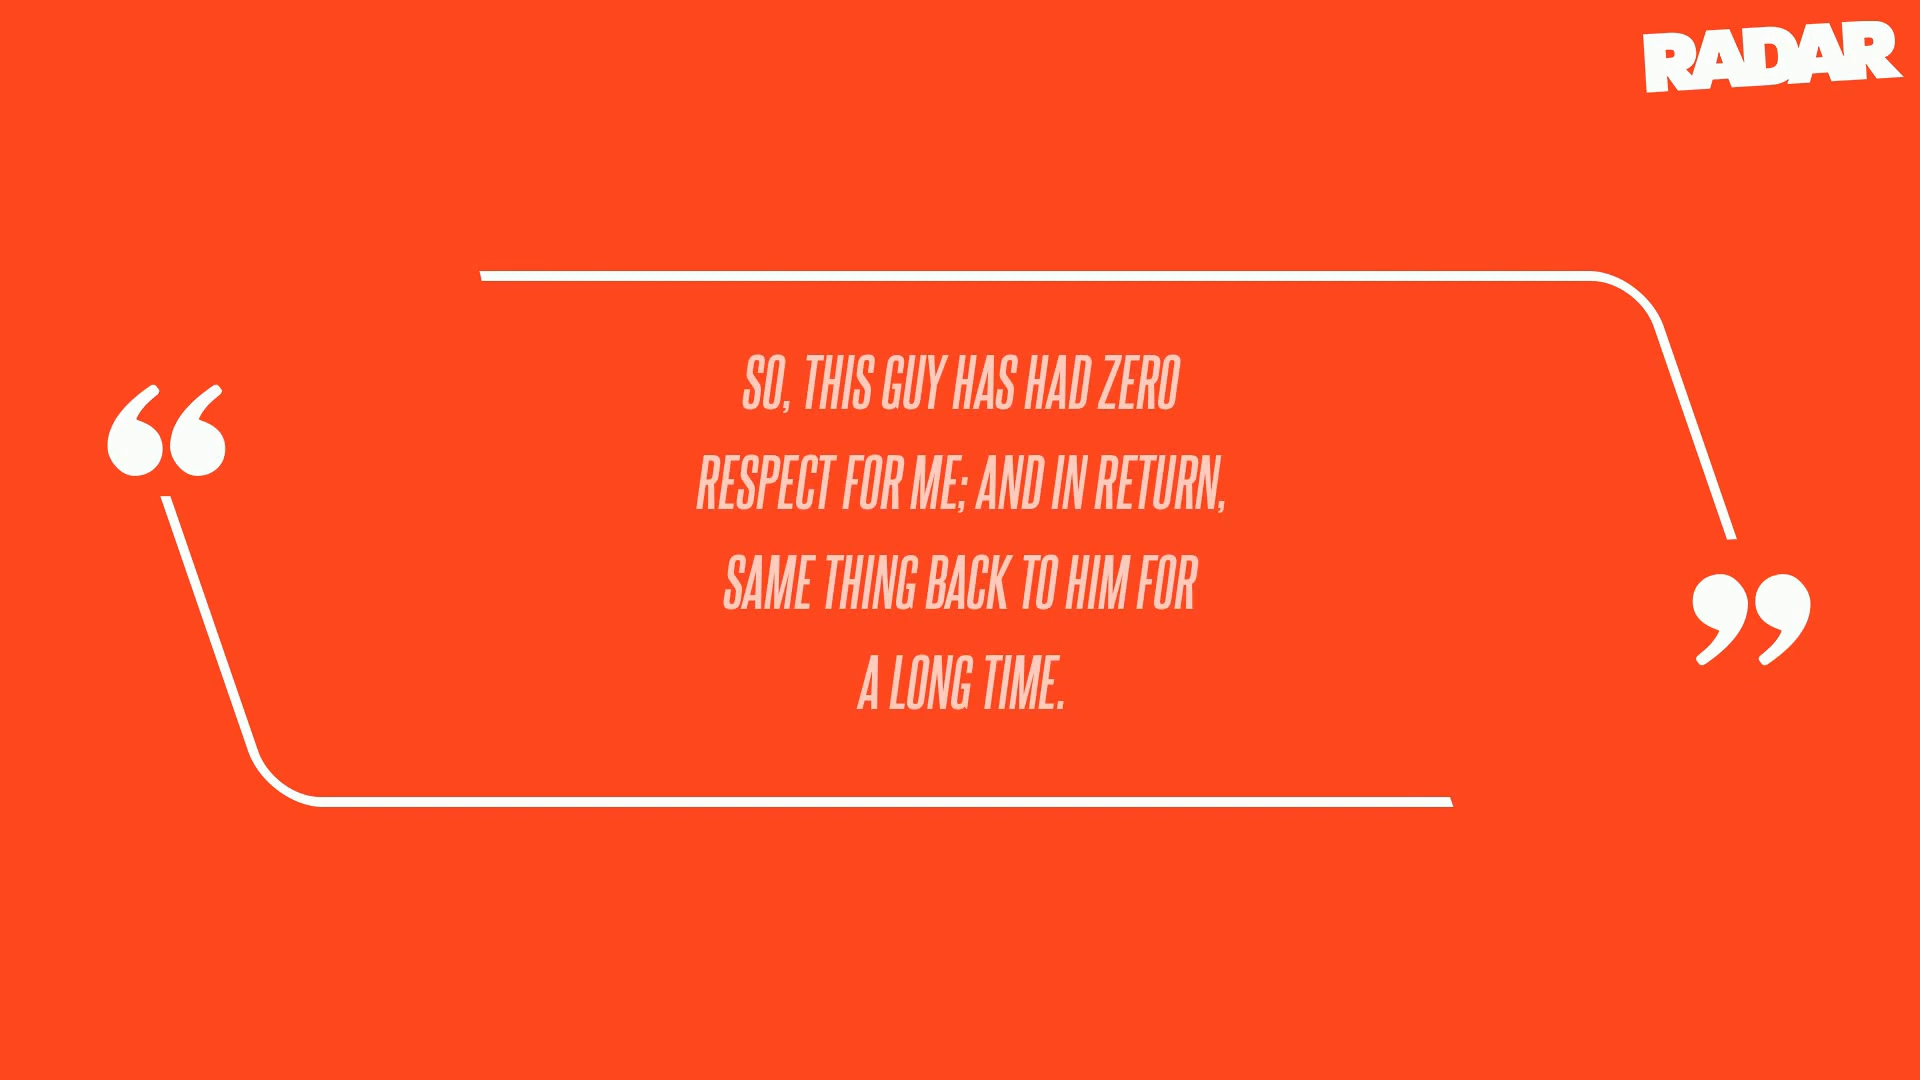 RADAR
SO, THIS GUY HAS HAD ZERO
RESPECT FOR ME; AND IN RETURN,
SAME THING BACK TO HIM FOR
A LONG TIME.